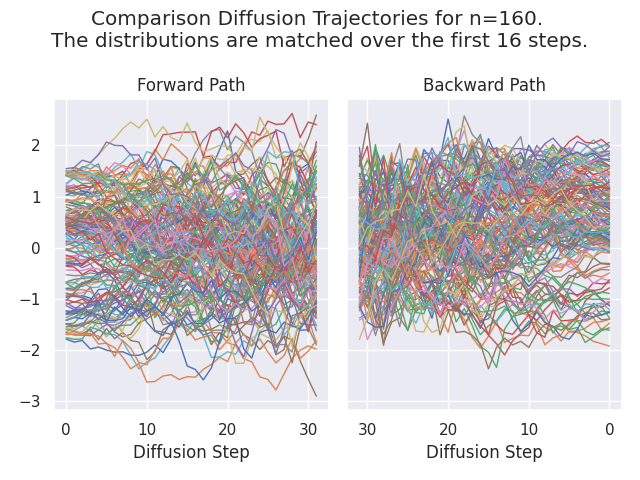 Comparison Diffusion Trajectories for n=160.
The distributions are matched over the first 16 steps.
Forward Path
Backward Path
2
1
0
−1
−2
−3
0 10 20 30
30 20 10 0
Diffusion Step
Diffusion Step